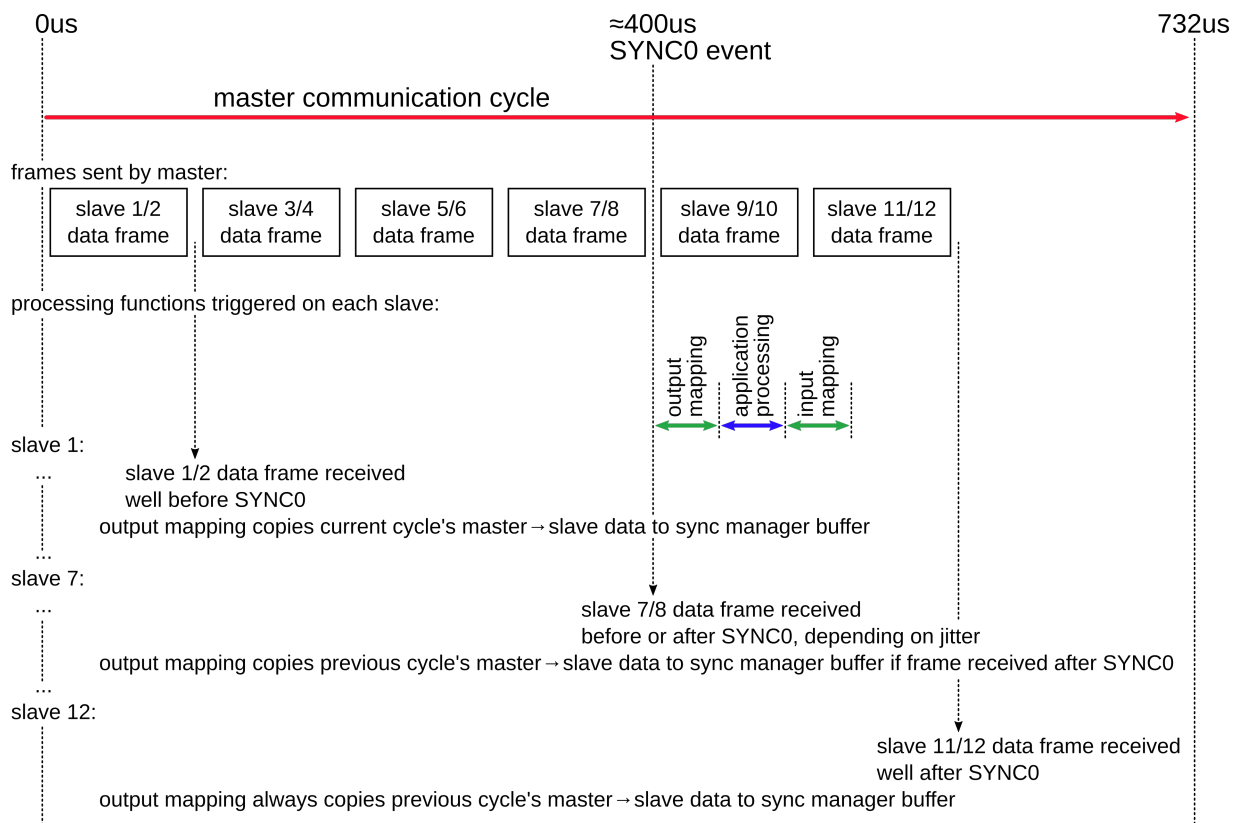 0us
≈400us
SYNC0 event
732us
master communication cycle
frames sent by master:
slave 1/2
data frame
slave 3/4
data frame
slave 5/6
data frame
slave 7/8
data frame
slave 9/10
data frame
slave 11/12
data frame
processing functions triggered on each slave:
output
mapping
application
processing
input
mapping
slave 1:
...
slave 1/2 data frame received
well before SYNC0
output mapping copies current cycle's master→slave data to sync manager buffer
...
slave 7:
...
slave 7/8 data frame received
before or after SYNC0, depending on jitter
output mapping copies previous cycle's master→slave data to sync manager buffer if frame received after SYNC0
...
slave 12:
slave 11/12 data frame received
well after SYNC0
output mapping always copies previous cycle's master→slave data to sync manager buffer